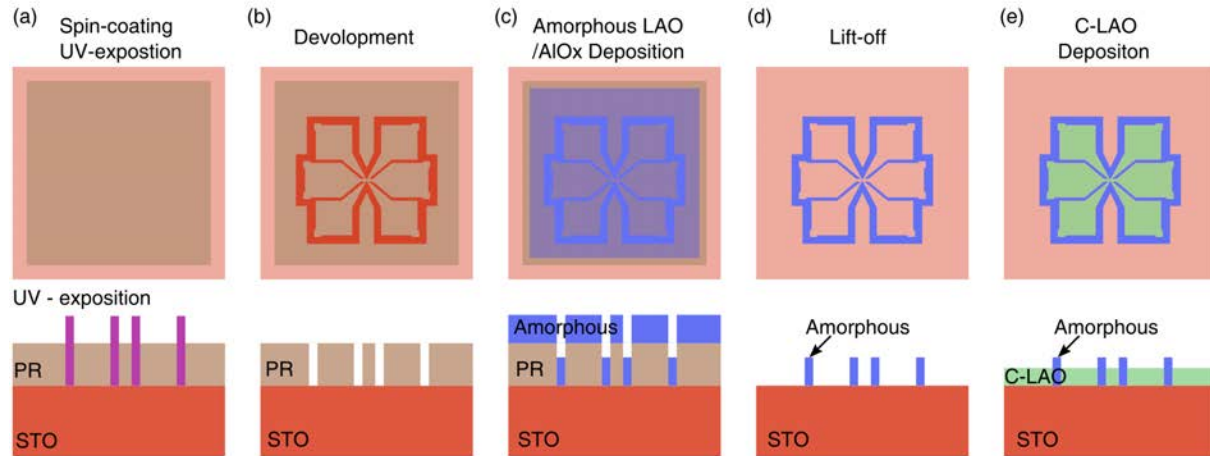 (a)
Spin-coating
UV-expostion
(b)
Devolopment
(c)
Amorphous LAO
/AlOx Deposition
(d)
Lift-off
(e)
C-LAO
Depositon
UV - exposition
PR
STO
PR
STO
Amorphous
PR
STO
Amorphous
STO
Amorphous
C-LAO
STO